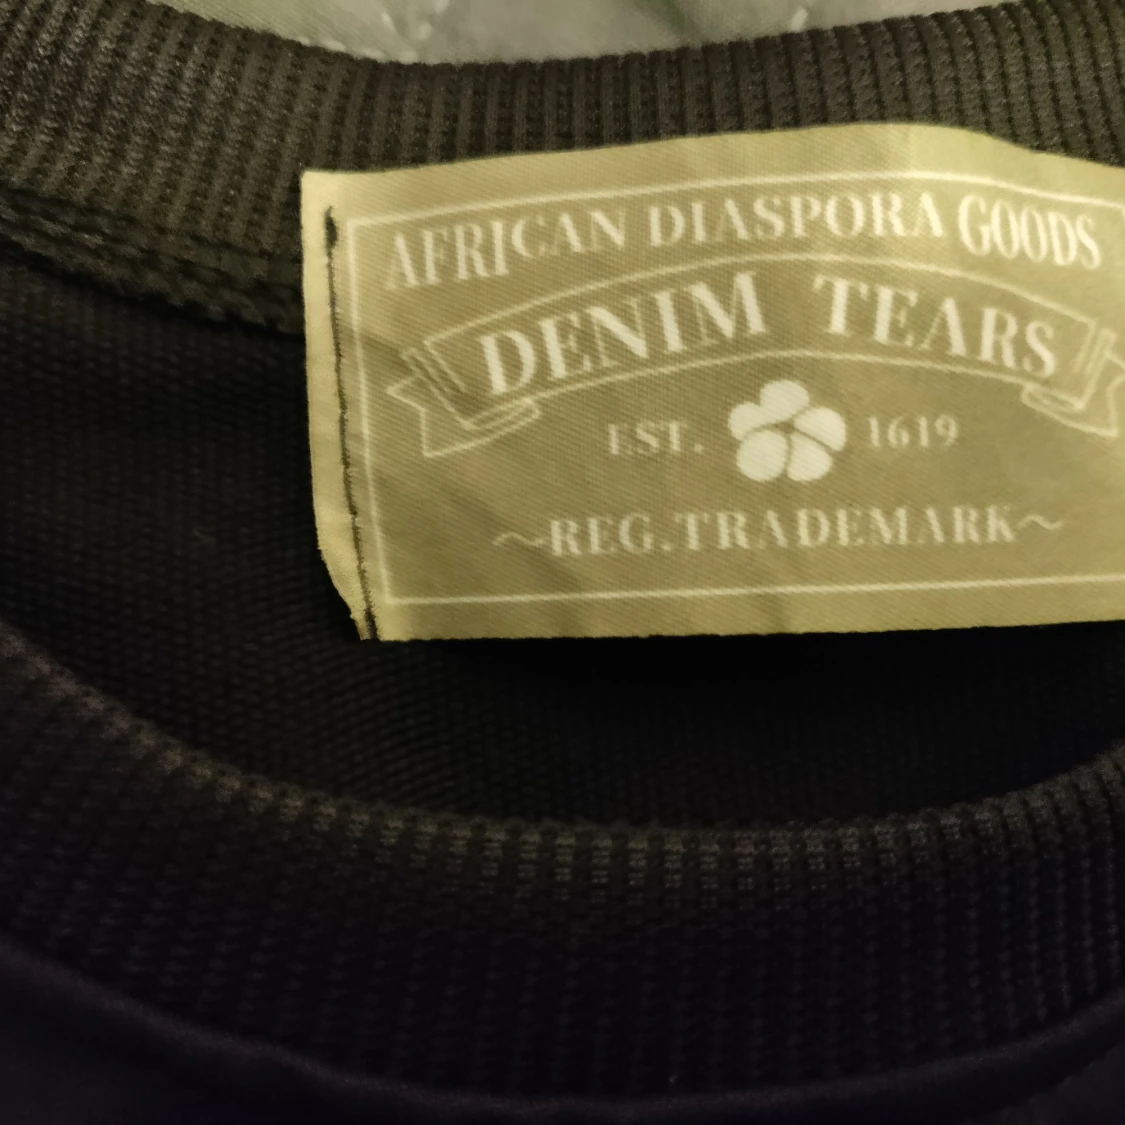 AFRICAN DIASPORA GOODS
DENIM TEARS
EST. 1619
~REG.TRADEMARK~